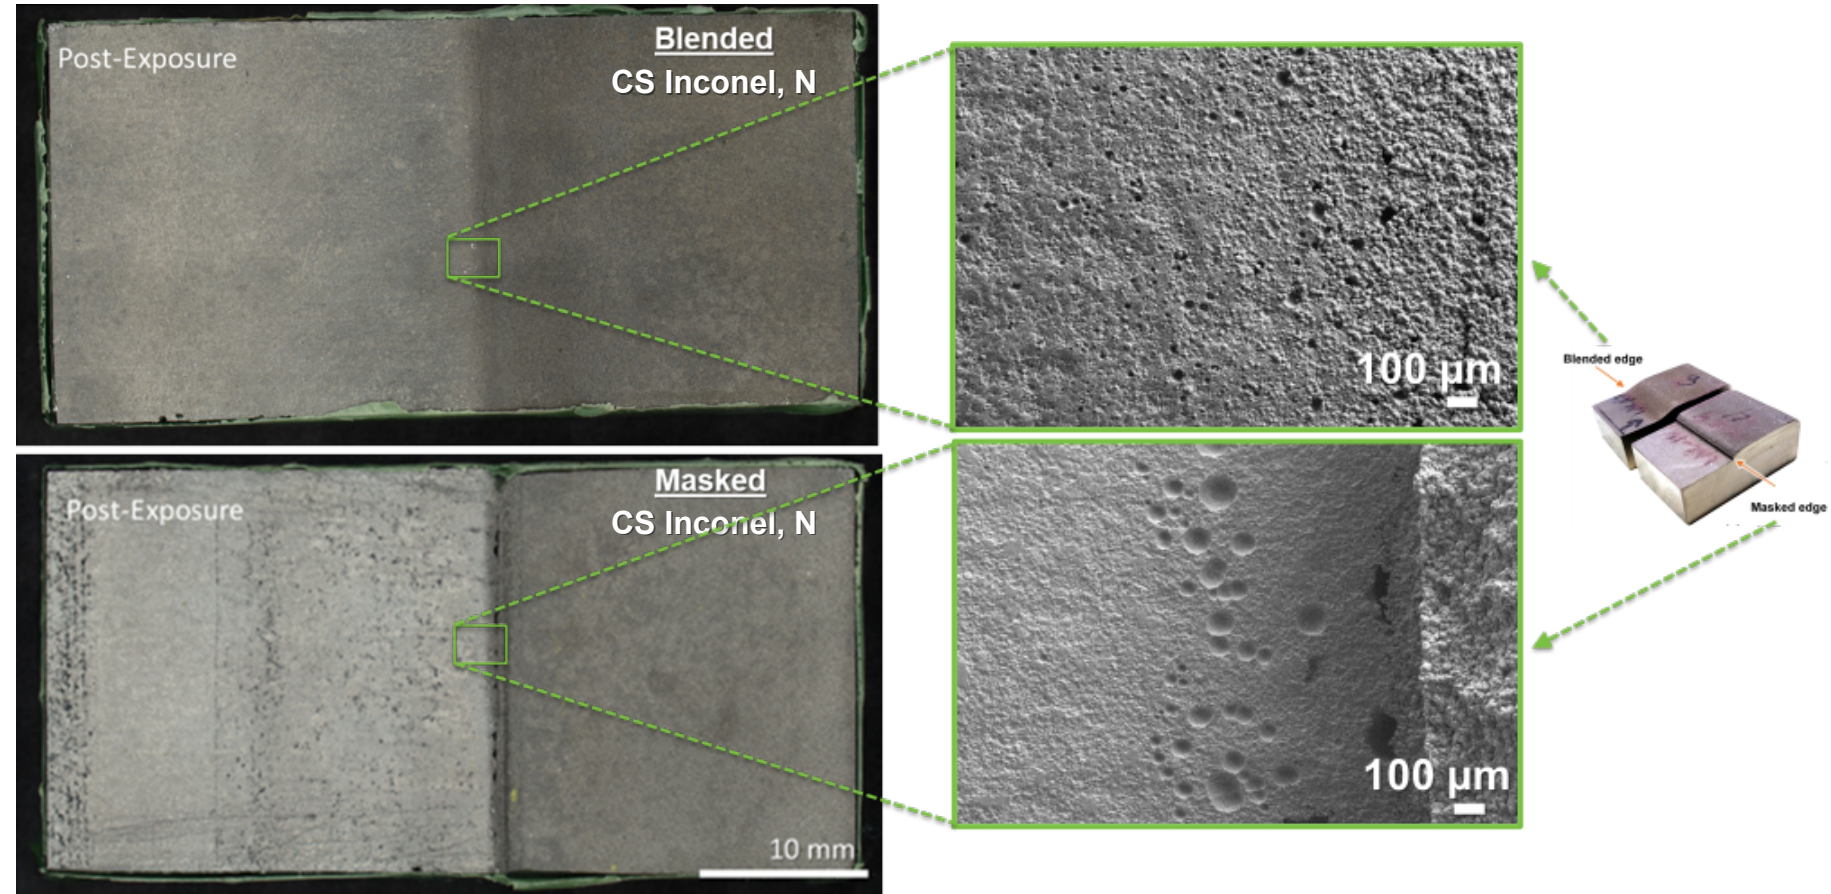 Post-Exposure
Blended
CS Inconel, N
100 µm
Blended edge
Masked edge
Post-Exposure
Masked
CS Inconel, N
100 µm
10 mm